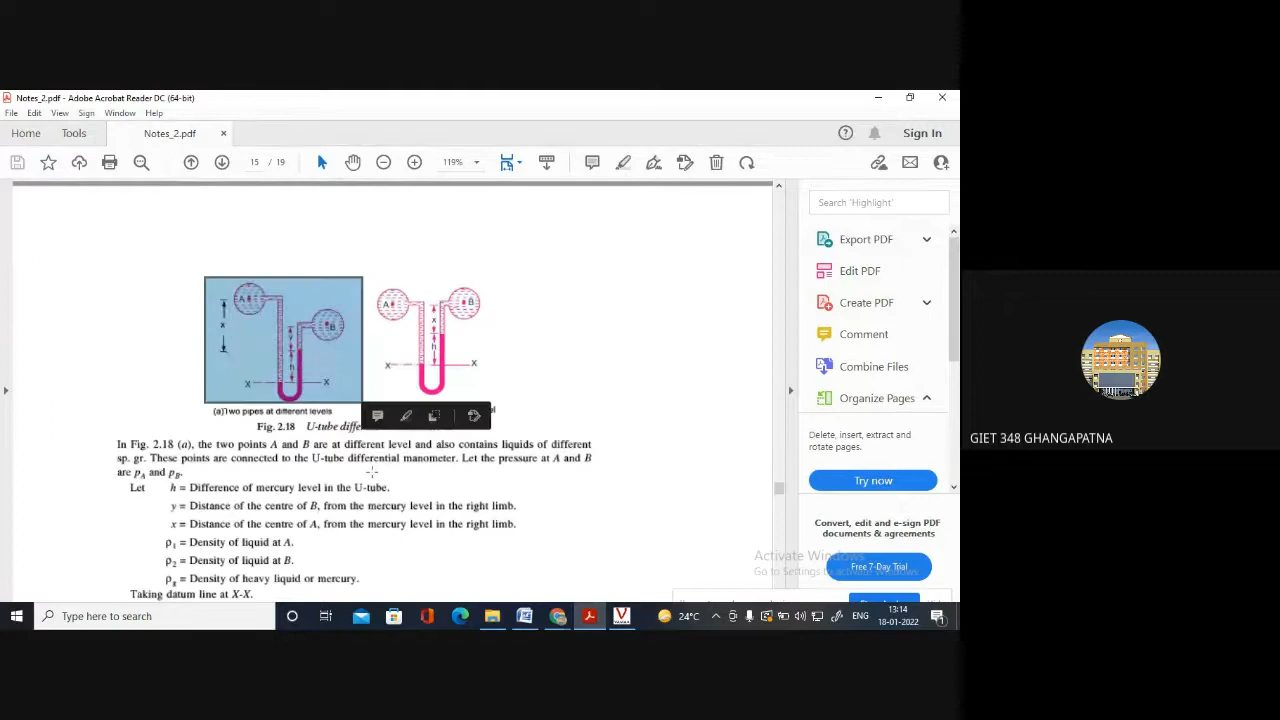 Notes_2.pdf - Adobe Acrobat Reader DC (64-bit)
File Edit View Sign Window Help
Home Tools Notes_2.pdf × Sign In
15 / 19 119%
Search 'Highlight'
Export PDF
Edit PDF
Create PDF
Comment
Combine Files
Organize Pages
Delete, insert, extract and
rotate pages.
Try now
Convert, edit and e-sign PDF
documents & agreements
Free 7-Day Trial
A B x y h X X
A B x h X X
(a) Two pipes at different levels
Fig. 2.18 U-tube
In Fig. 2.18 (a), the two points A and B are at different level and also contains liquids of different
sp. gr. These points are connected to the U-tube differential manometer. Let the pressure at A and B
are pA and pB.
Let h = Difference of mercury level in the U-tube.
y = Distance of the centre of B, from the mercury level in the right limb.
x = Distance of the centre of A, from the mercury level in the right limb.
ρ1 = Density of liquid at A.
ρ2 = Density of liquid at B.
ρg = Density of heavy liquid or mercury.
Taking datum line at X-X.
Activate Windows
Go to Settings to activate Windows.
Type here to search
24°C ENG
13:14
18-01-2022
GIET 348 GHANGAPATNA